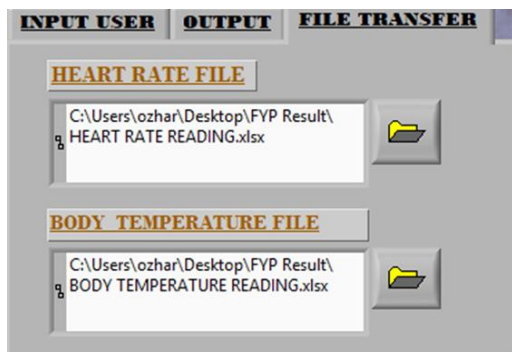 INPUT USER OUTPUT FILE TRANSFER
HEART RATE FILE
C:\Users\ozhar\Desktop\FYP Result\
HEART RATE READING.xlsx
BODY TEMPERATURE FILE
C:\Users\ozhar\Desktop\FYP Result\
BODY TEMPERATURE READING.xlsx